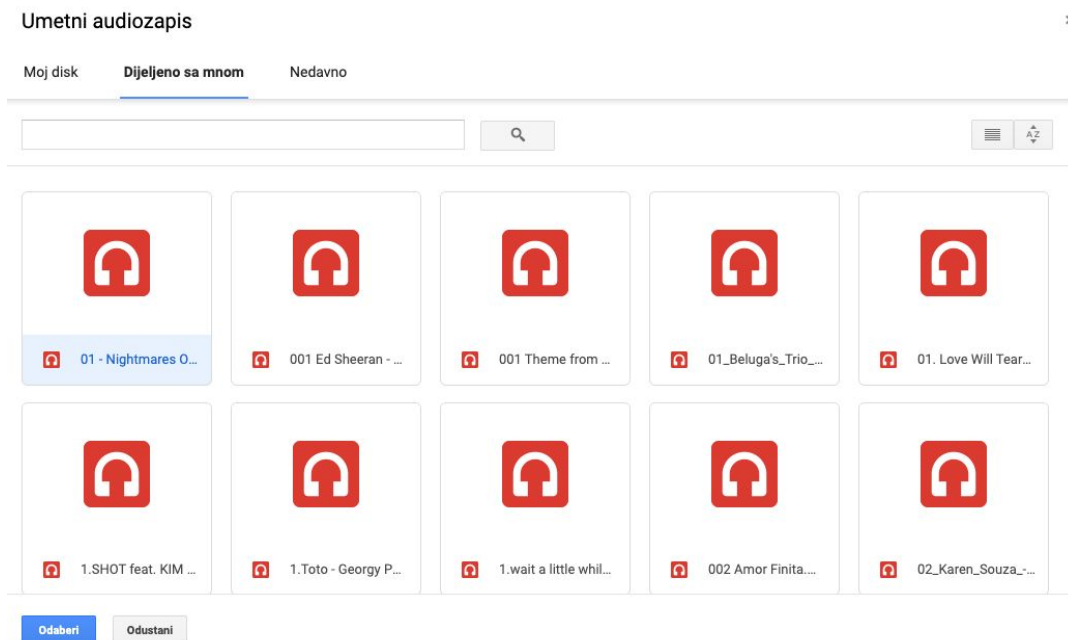 Umetni audiozapis
Moj disk Dijeljeno sa mnom Nedavno
AZ
01 - Nightmares O... 001 Ed Sheeran - ... 001 Theme from ... 01_Beluga's_Trio_... 01. Love Will Tear...
1.SHOT feat. KIM ... 1.Toto - Georgy P... 1.wait a little whil... 002 Amor Finita.... 02_Karen_Souza_-...
Odaberi Odustani